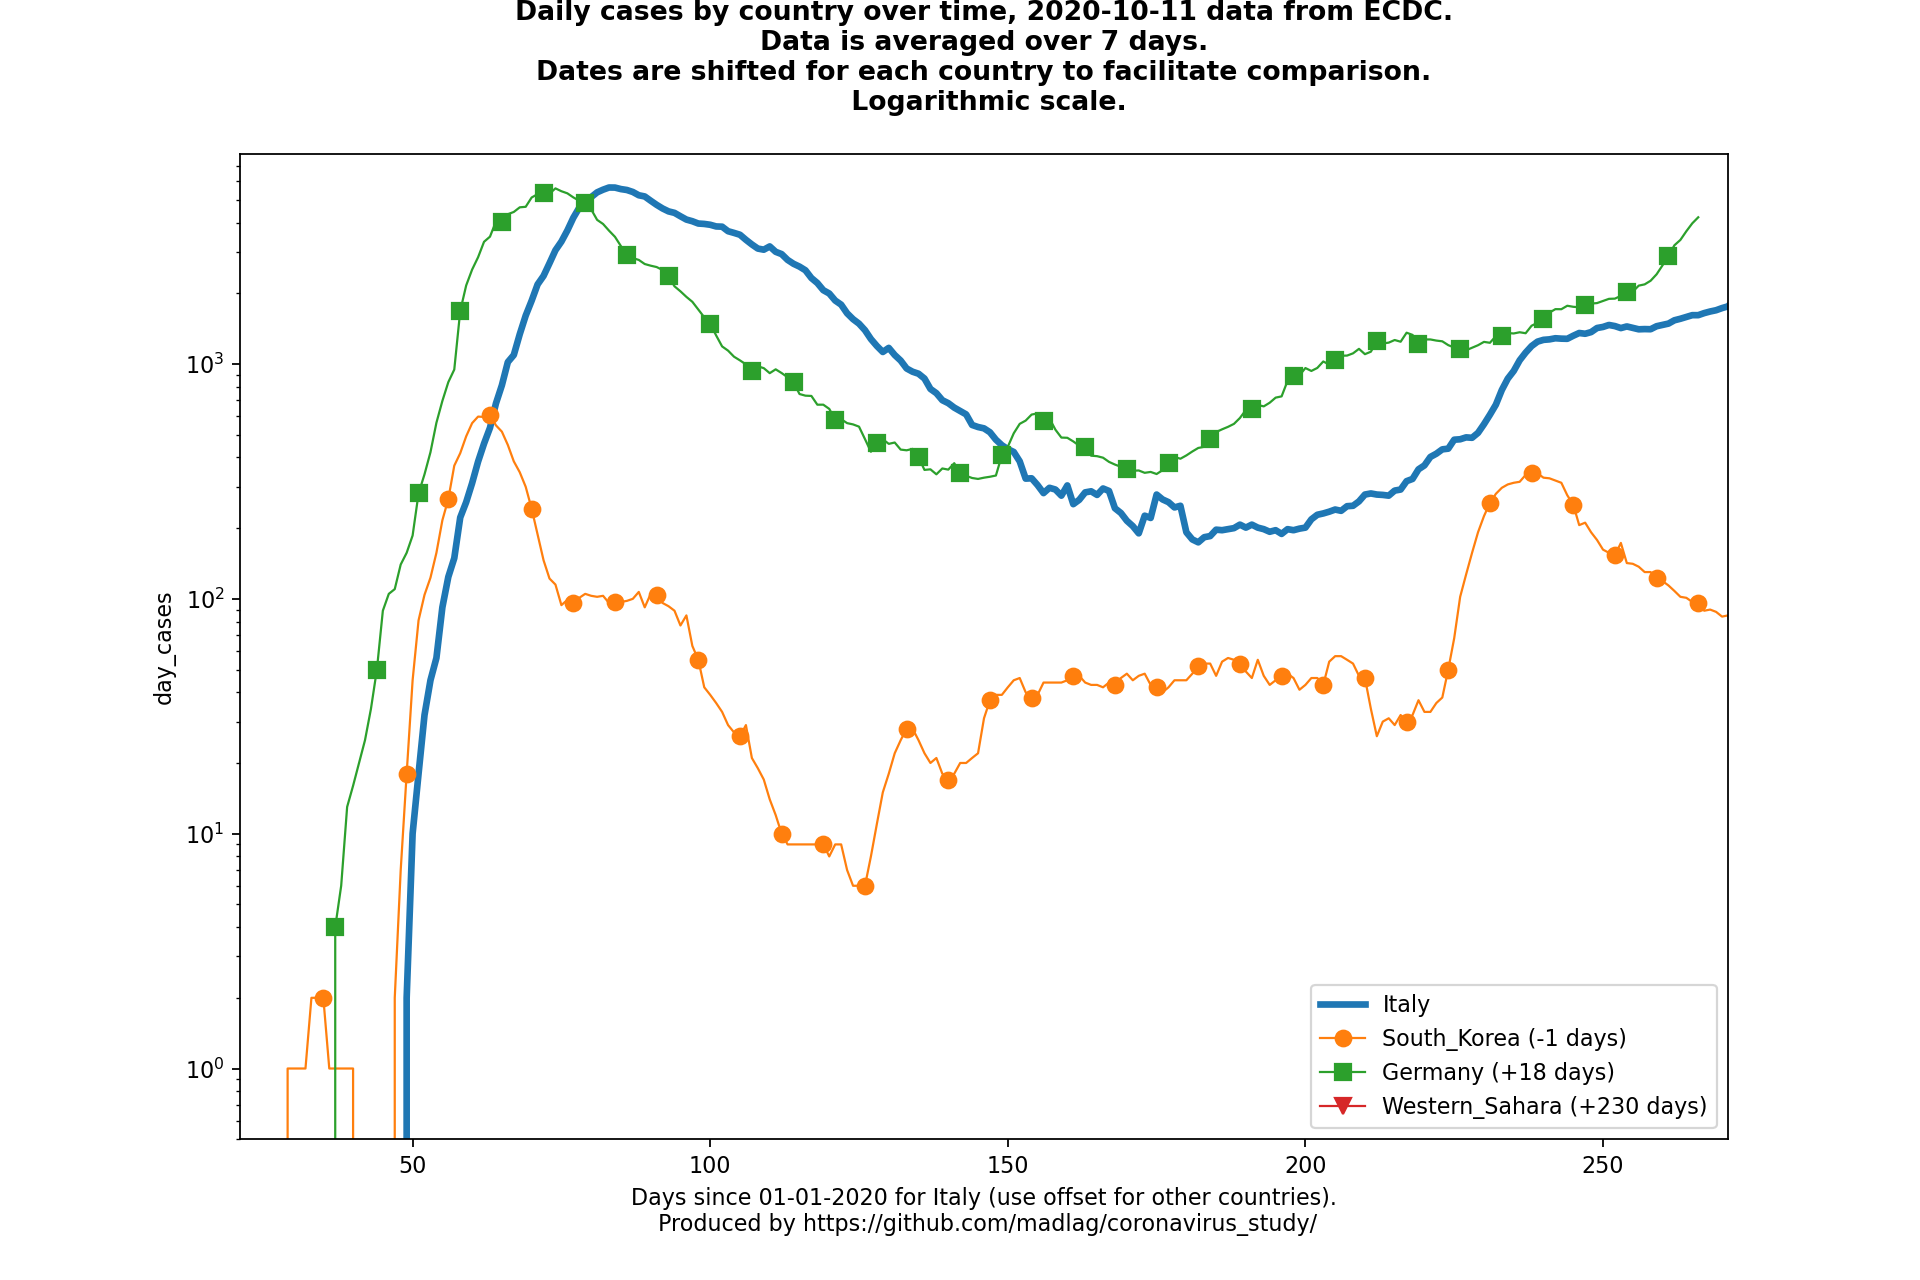 Daily cases by country over time, 2020-10-11 data from ECDC.
Data is averaged over 7 days.
Dates are shifted for each country to facilitate comparison.
Logarithmic scale.
day_cases
10³
10²
10¹
10⁰
Italy
South_Korea (-1 days)
Germany (+18 days)
Western_Sahara (+230 days)
50
100
150
200
250
Days since 01-01-2020 for Italy (use offset for other countries).
Produced by https://github.com/madlag/coronavirus_study/